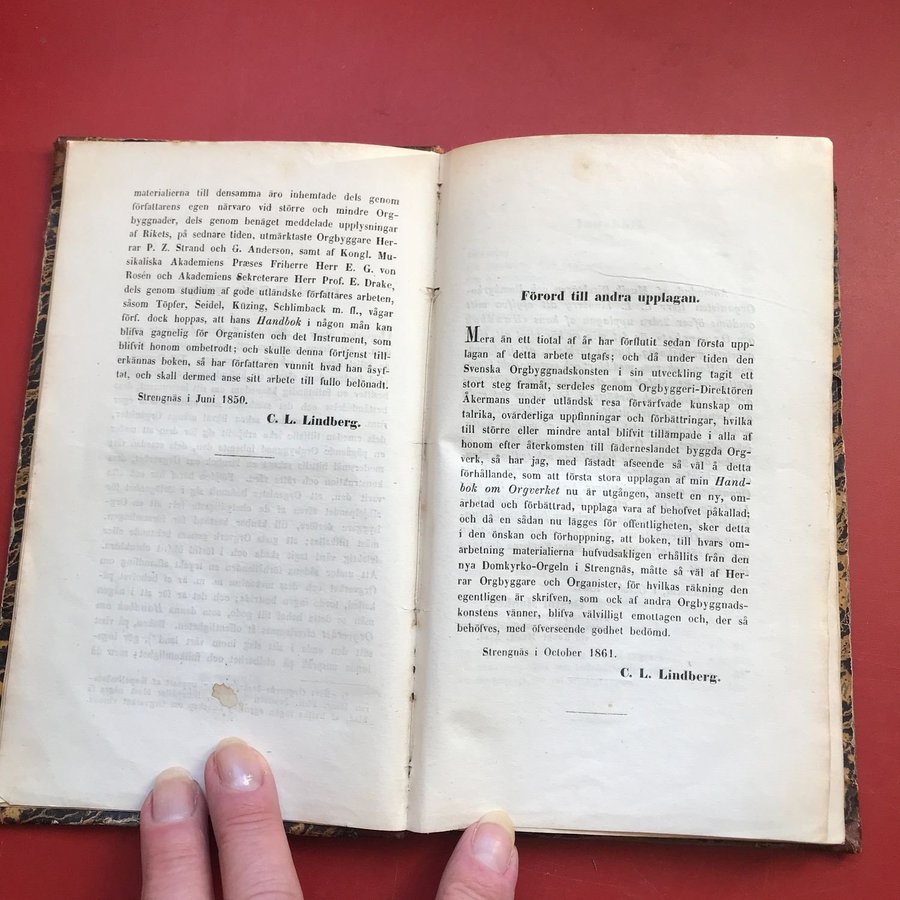 materialierna till densamma äro inhemtade dels genom
författarens egen närvaro vid större och mindre Org-
byggnader, dels genom benäget meddelade upplysningar
af Rikets, på sednare tiden, utmärktaste Orgbyggare Her-
rar P. Z. Strand och G. Anderson, samt af Kongl. Mu-
sikaliska Akademiens Præses Friherre Herr E. G. von
Rosén och Akademiens Sekreterare Herr Prof. E. Drake,
dels genom studium af gode utländske författares arbeten,
såsom Töpfer, Seidel, Küzing, Schlimback m. fl., vågar
förf. dock hoppas, att hans Handbok i någon mån kan
blifva gagnelig för Organisten och det Instrument, som
blifvit honom ombetrodt; och skulle denna förtjenst till-
erkännas boken, så har författaren vunnit hvad han åsyf-
tat, och skall dermed anse sitt arbete till fullo belönadt.
Strengnäs i Juni 1850.
C. L. Lindberg.
Förord till andra upplagan.
Mera än ett tiotal af år har förflutit sedan första upp-
lagan af detta arbete utgafs; och då under tiden den
Svenska Orgbyggnadskonsten i sin utveckling tagit ett
stort steg framåt, serdeles genom Orgbyggeri-Direktören
Åkermans under utländsk resa förvärfvade kunskap om
talrika, ovärderliga uppfinningar och förbättringar, hvilka
till större eller mindre antal blifvit tillämpade i alla af
honom efter återkomsten till fäderneslandet byggda Org-
verk, så har jag, med fästadt afseende så väl å detta
förhållande, som att första stora upplagan af min Hand-
bok om Orgverket nu är utgången, ansett en ny, om-
arbetad och förbättrad, upplaga vara af behofvet påkallad;
och då en sådan nu lägges för offentligheten, sker detta
i den önskan och förhoppning, att boken, till hvars om-
arbetning materialierna hufvudsakligen erhållits från den
nya Domkyrko-Orgeln i Strengnäs, måtte så väl af Her-
rar Orgbyggare och Organister, för hvilkas räkning den
egentligen är skrifven, som ock af andra Orgbyggnads-
konstens vänner, blifva välvilligt emottagen och, der så
behöfves, med öfverseende godhet bedömd.
Strengnäs i October 1861.
C. L. Lindberg.